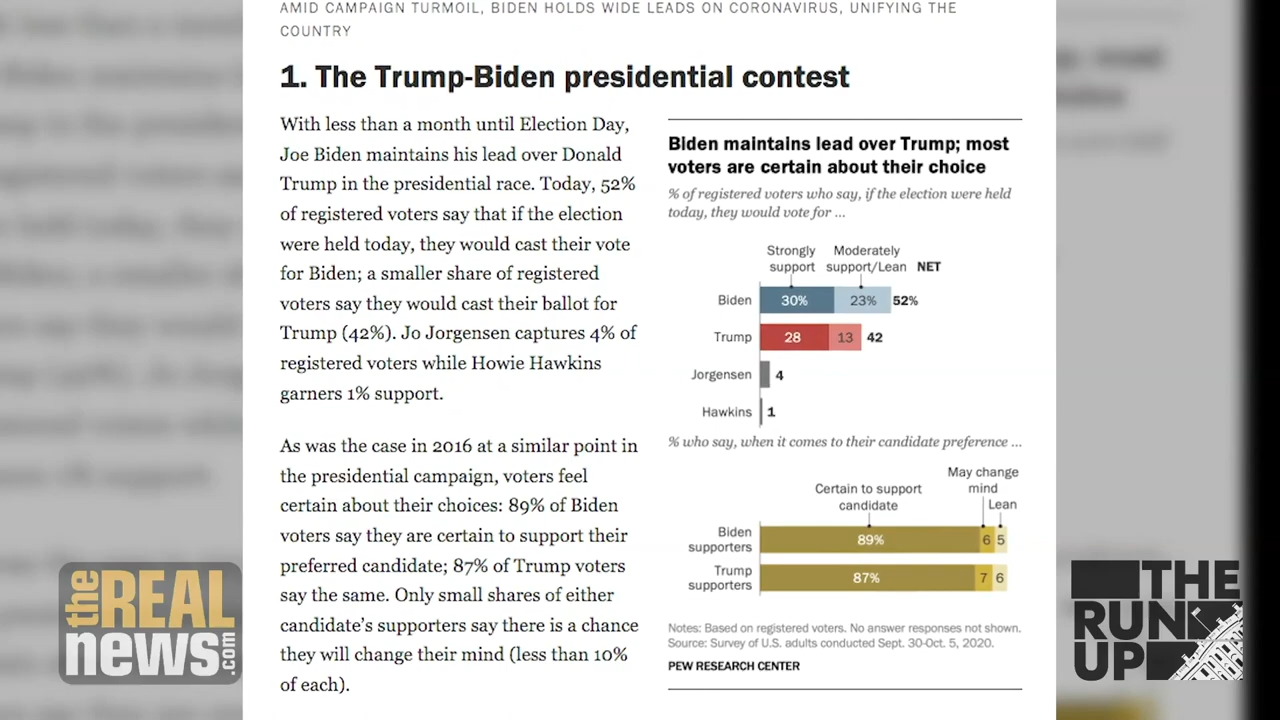 AMID CAMPAIGN TURMOIL, BIDEN HOLDS WIDE LEADS ON CORONAVIRUS, UNIFYING THE
COUNTRY
1. The Trump-Biden presidential contest
With less than a month until Election Day,
Joe Biden maintains his lead over Donald
Trump in the presidential race. Today, 52%
of registered voters say that if the election
were held today, they would cast their vote
for Biden; a smaller share of registered
voters say they would cast their ballot for
Trump (42%). Jo Jorgensen captures 4% of
registered voters while Howie Hawkins
garners 1% support.
As was the case in 2016 at a similar point in
the presidential campaign, voters feel
certain about their choices: 89% of Biden
voters say they are certain to support their
preferred candidate; 87% of Trump voters
say the same. Only small shares of either
candidate's supporters say there is a chance
they will change their mind (less than 10%
of each).
Biden maintains lead over Trump; most
voters are certain about their choice
% of registered voters who say, if the election were held
today, they would vote for ...
Strongly Moderately
support support/Lean NET
Biden 30% 23% 52%
Trump 28 13 42
Jorgensen 4
Hawkins 1
% who say, when it comes to their candidate preference ...
May change
Certain to support mind
candidate Lean
Biden
supporters 89% 6 5
Trump
supporters 87% 7 6
Notes: Based on registered voters. No answer responses not shown.
Source: Survey of U.S. adults conducted Sept. 30-Oct. 5, 2020.
PEW RESEARCH CENTER
the REAL
news.com
THE
RUN
UP